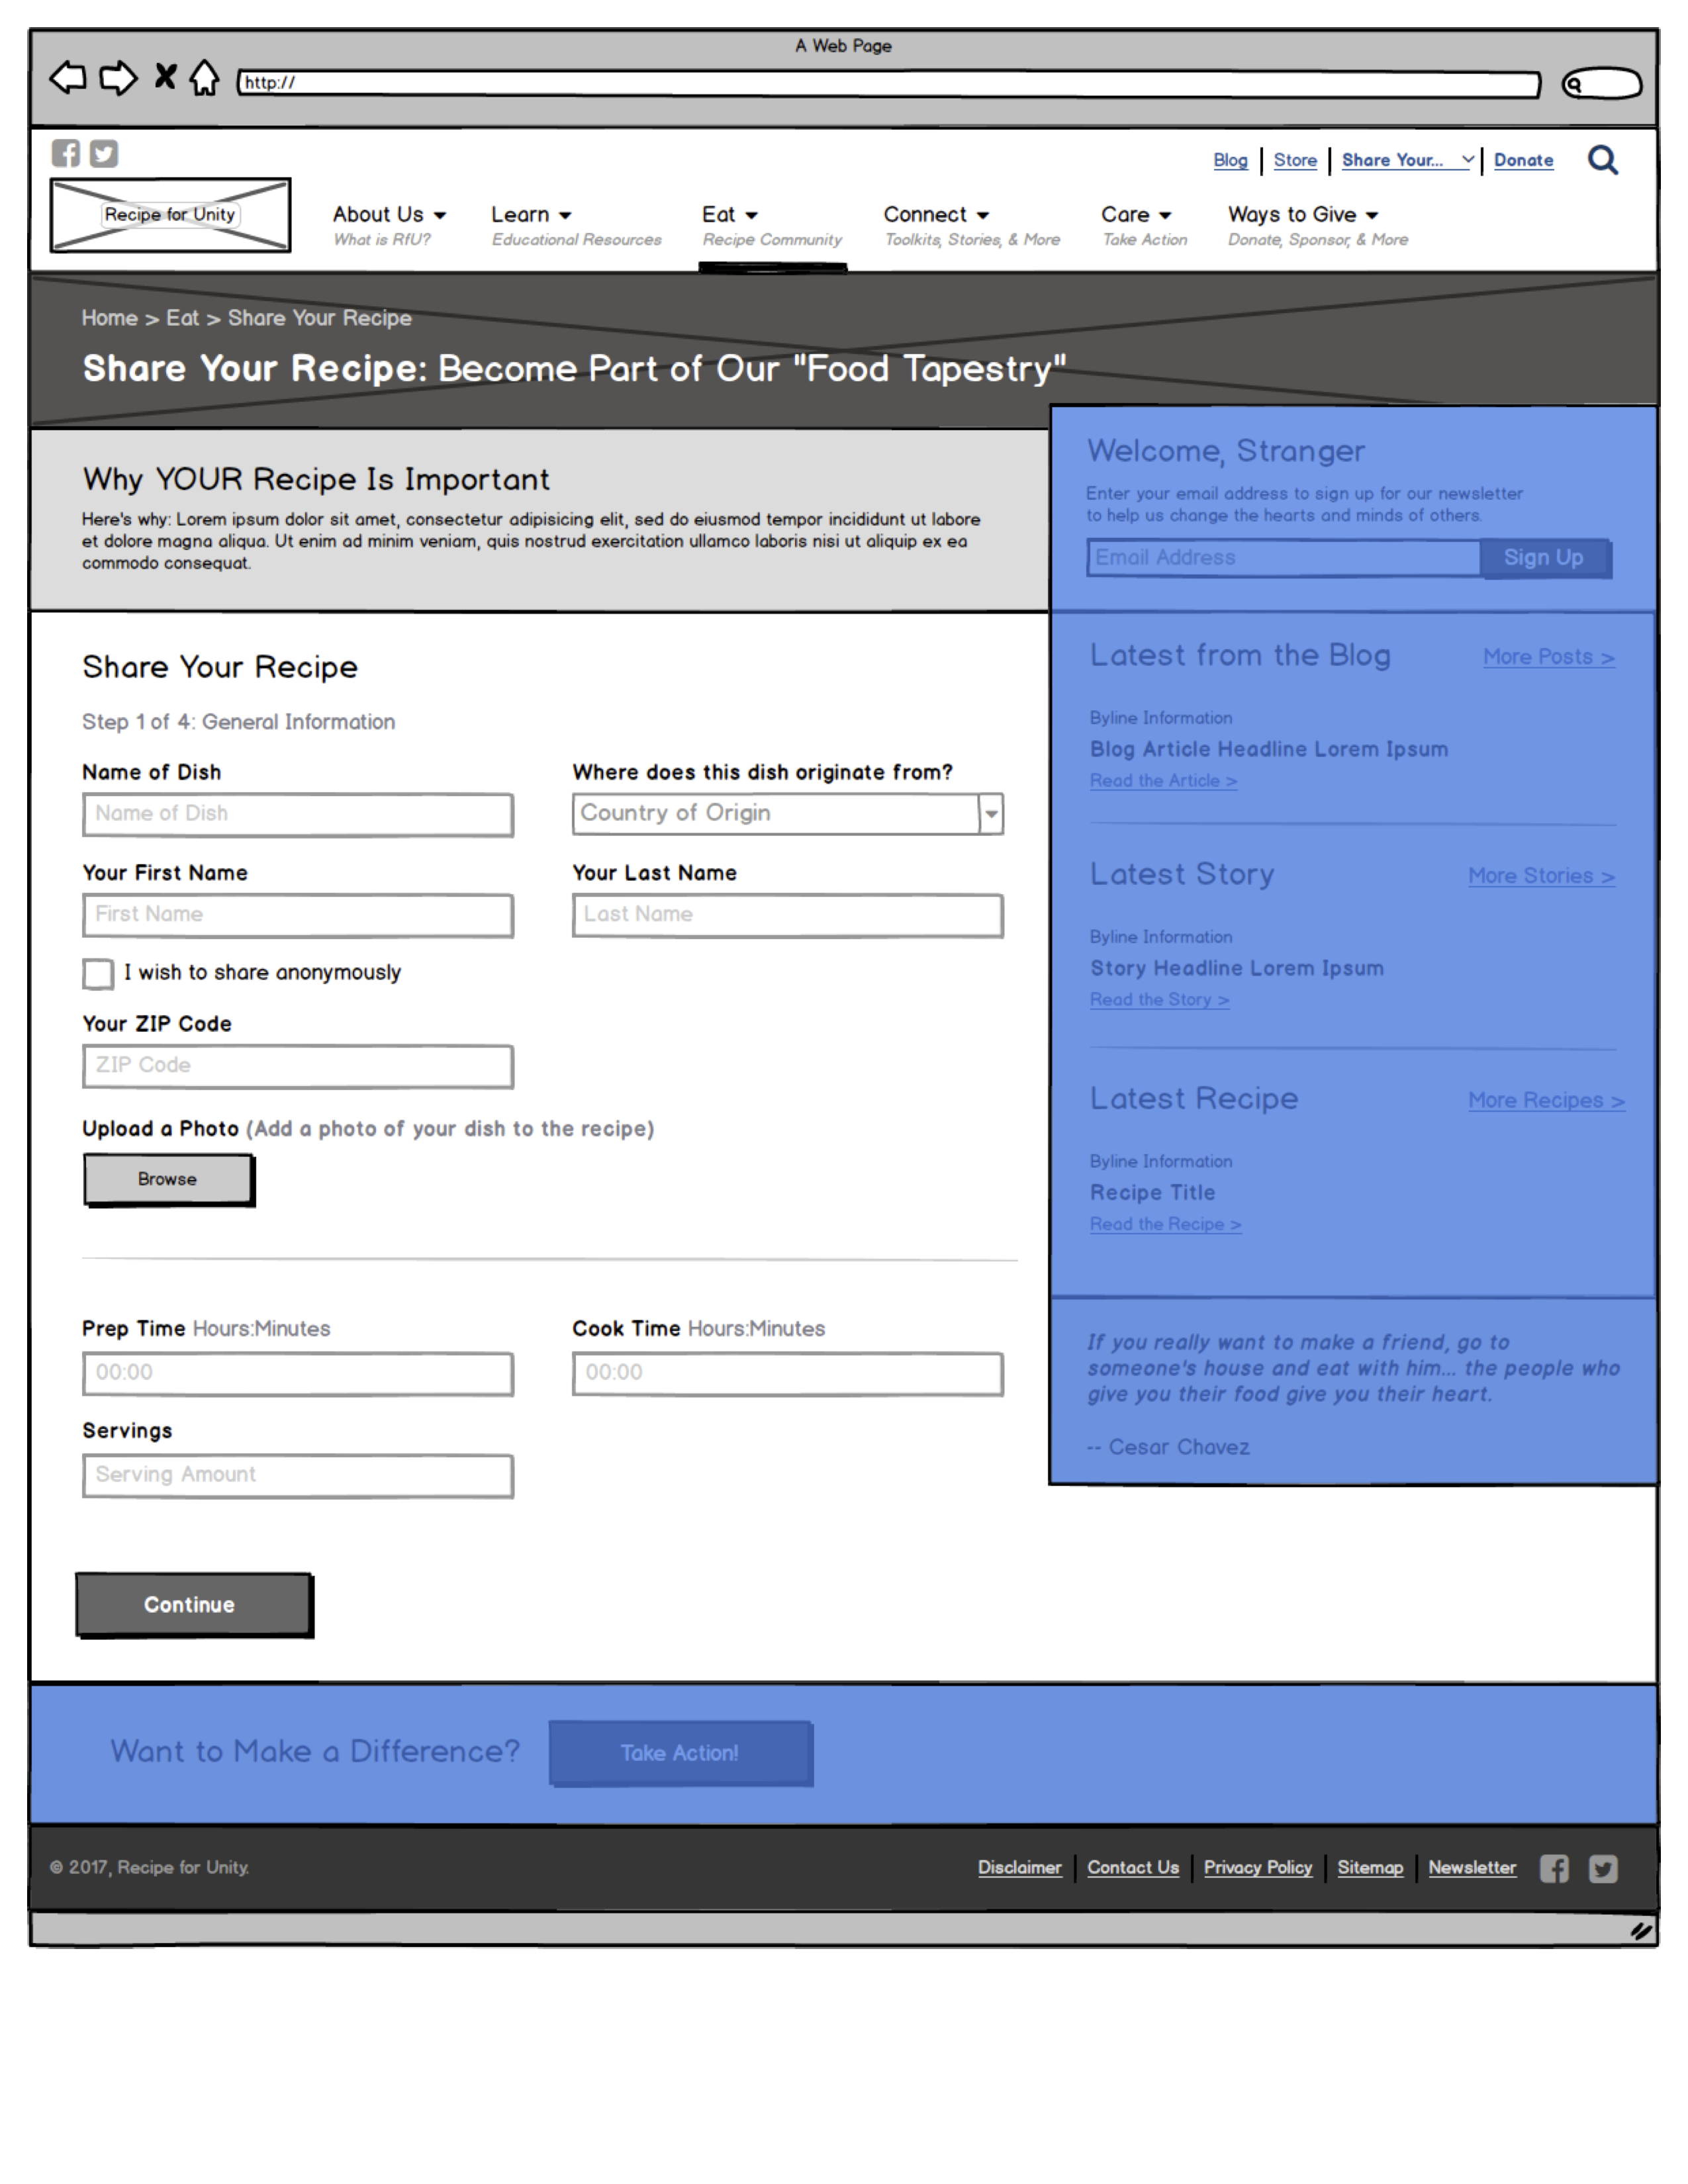 A Web Page
http://
Blog Store Share Your... Donate
Recipe for Unity
About Us Learn Eat Connect Care Ways to Give
What is RfU? Educational Resources Recipe Community Toolkits, Stories, & More Take Action Donate, Sponsor, & More
Home > Eat > Share Your Recipe
Share Your Recipe: Become Part of Our "Food Tapestry"
Why YOUR Recipe Is Important
Here's why: Lorem ipsum dolor sit amet, consectetur adipisicing elit, sed do eiusmod tempor incididunt ut labore
et dolore magna aliqua. Ut enim ad minim veniam, quis nostrud exercitation ullamco laboris nisi ut aliquip ex ea
commodo consequat.
Share Your Recipe
Step 1 of 4: General Information
Name of Dish Where does this dish originate from?
Name of Dish Country of Origin
Your First Name Your Last Name
First Name Last Name
I wish to share anonymously
Your ZIP Code
ZIP Code
Upload a Photo (Add a photo of your dish to the recipe)
Browse
Prep Time Hours:Minutes Cook Time Hours:Minutes
00:00 00:00
Servings
Serving Amount
Continue
Welcome, Stranger
Enter your email address to sign up for our newsletter
to help us change the hearts and minds of others.
Email Address Sign Up
Latest from the Blog More Posts >
Byline Information
Blog Article Headline Lorem Ipsum
Read the Article >
Latest Story More Stories >
Byline Information
Story Headline Lorem Ipsum
Read the Story >
Latest Recipe More Recipes >
Byline Information
Recipe Title
Read the Recipe >
If you really want to make a friend, go to
someone's house and eat with him... the people who
give you their food give you their heart.
-- Cesar Chavez
Want to Make a Difference? Take Action!
© 2017, Recipe for Unity. Disclaimer Contact Us Privacy Policy Sitemap Newsletter